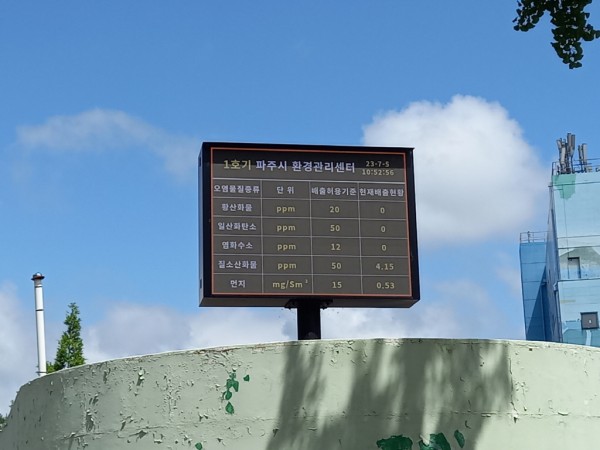 1호기 파주시 환경관리센터 23-7-5 10:52:56
오염물질종류 단 위 배출허용기준 현재배출현황
황산화물 ppm 20 0
일산화탄소 ppm 50 0
염화수소 ppm 12 0
질소산화물 ppm 50 4.15
먼지 mg/Sm³ 15 0.53